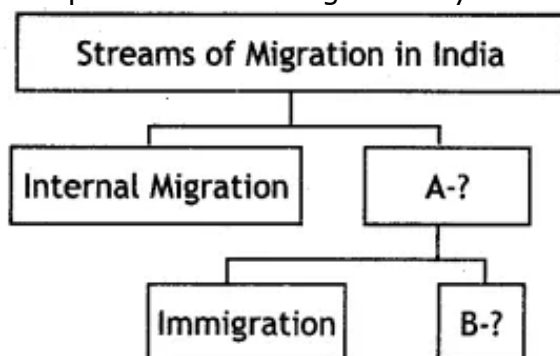 Streams of Migration in India
Internal Migration
A-?
Immigration
B-?